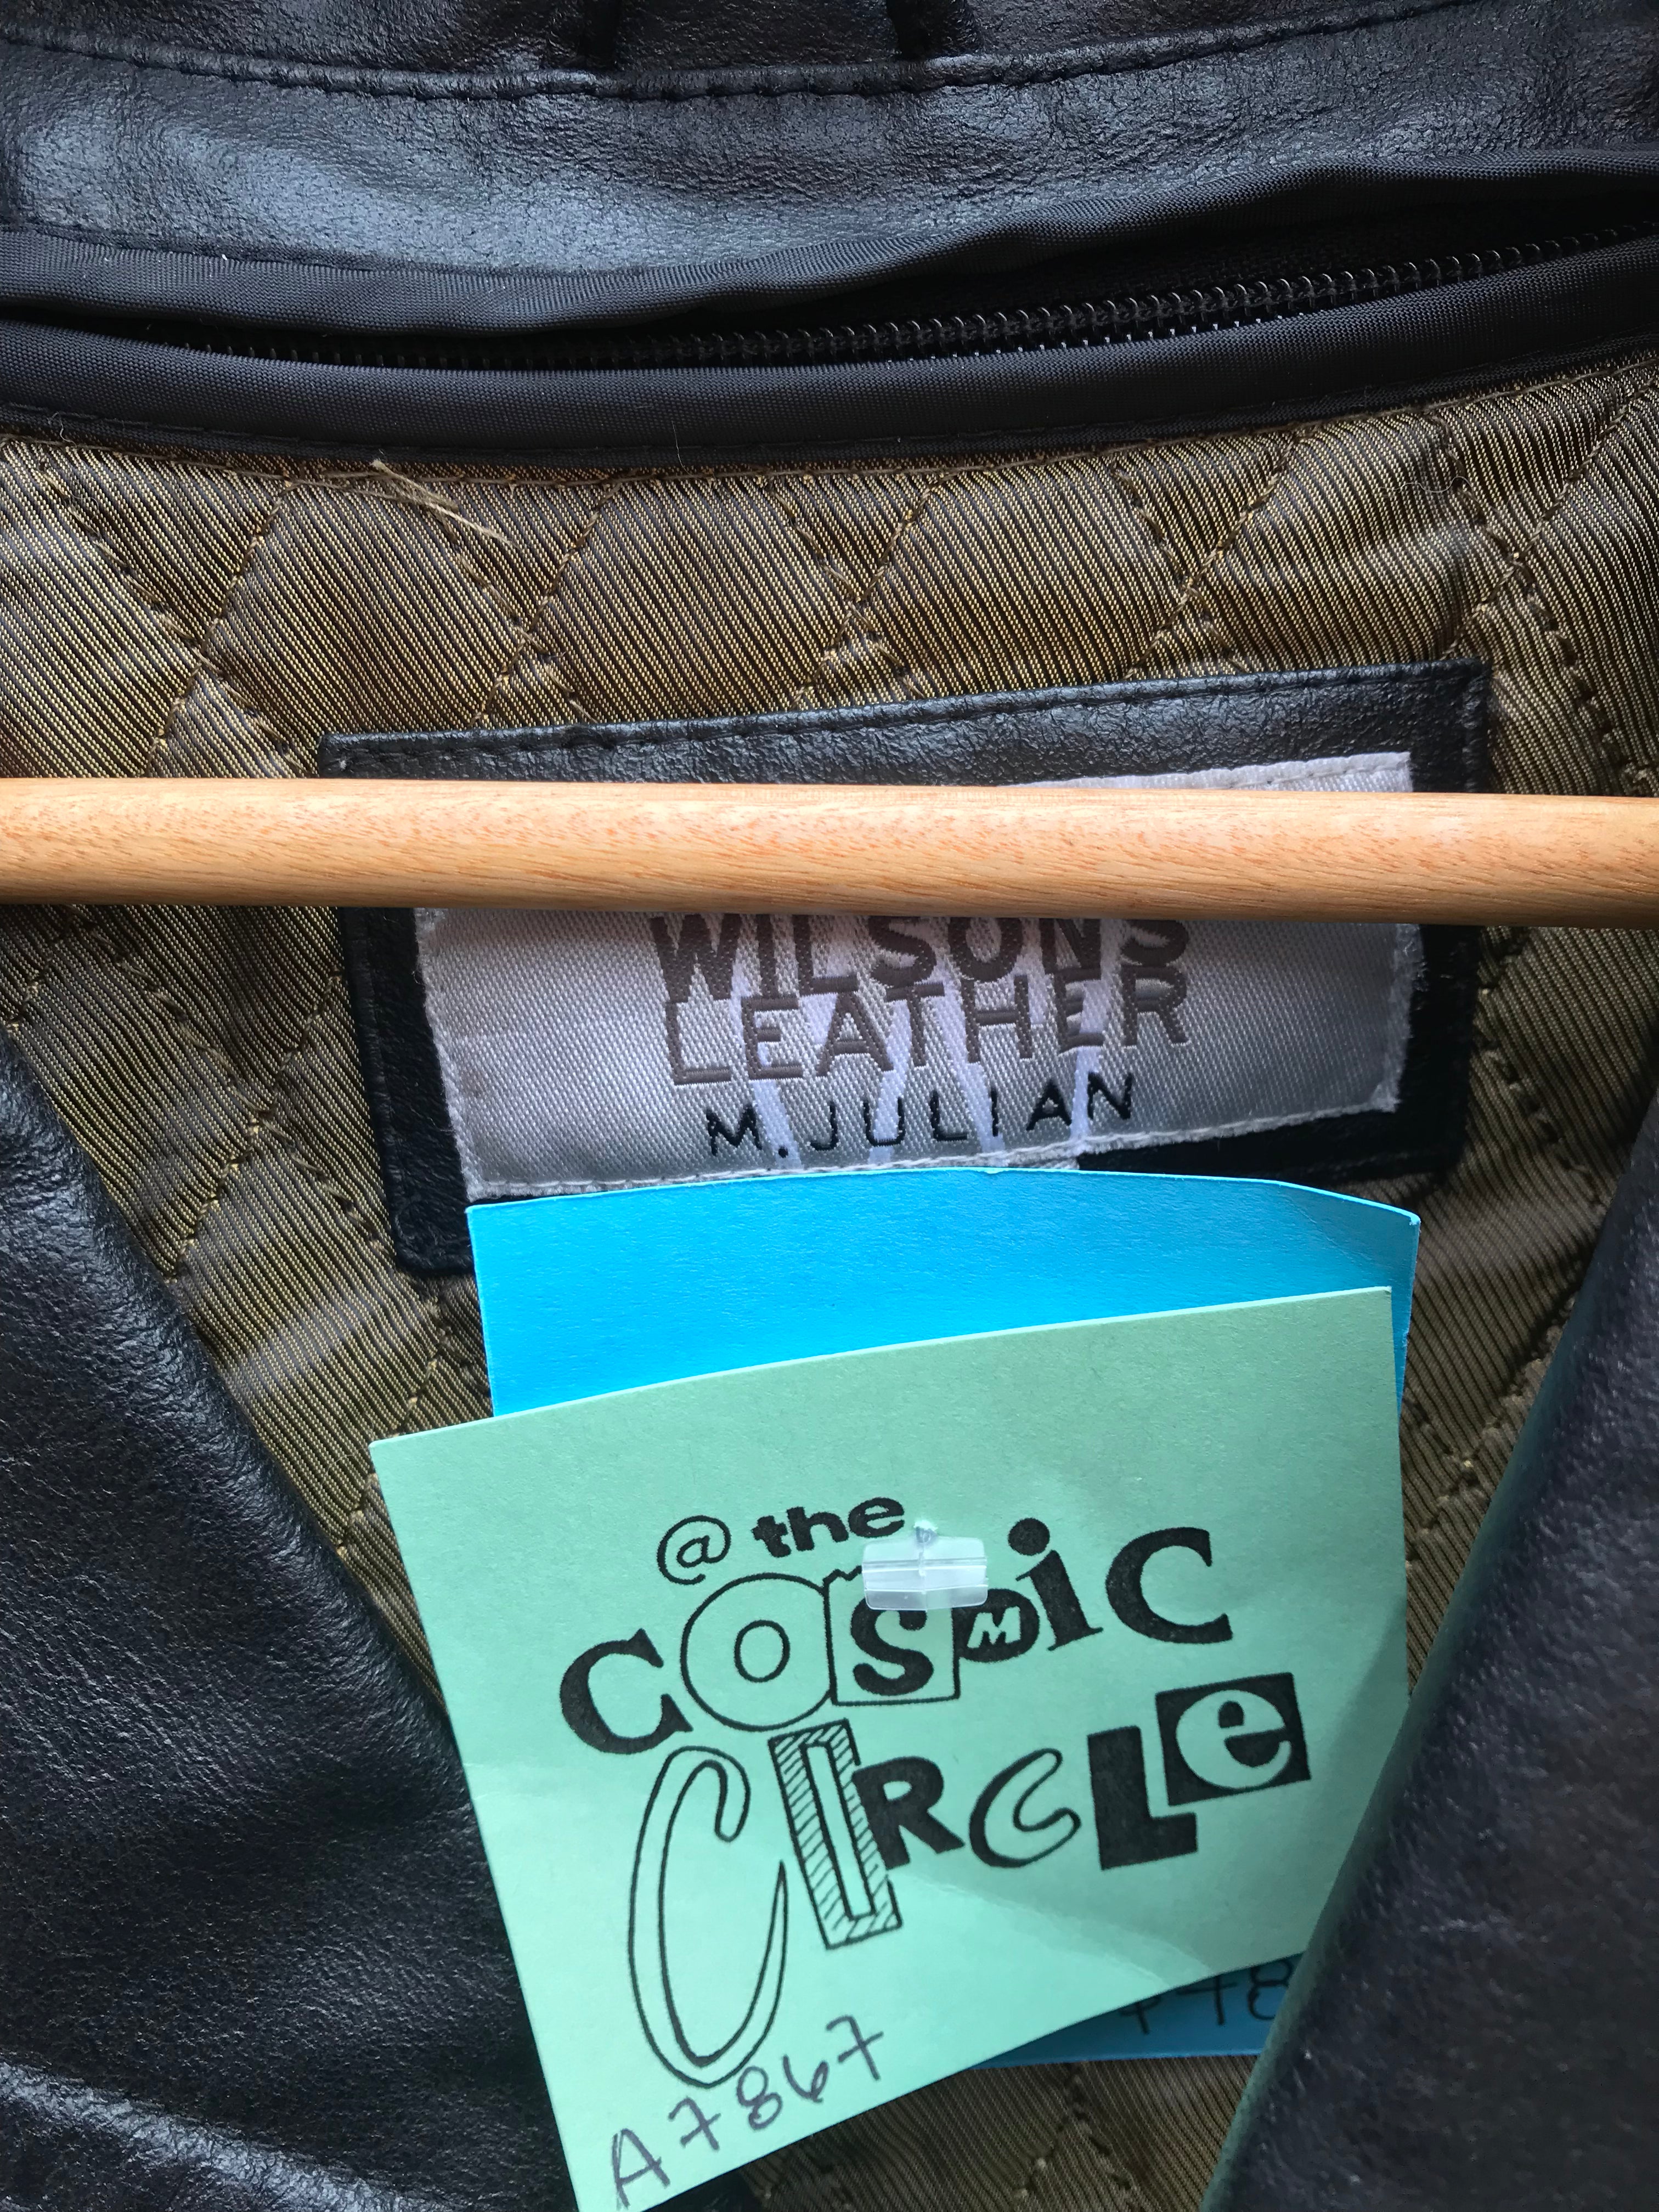 WILSONS
LEATHER
M. JULIAN
@ the
COSMiC
CIRCLe
A7867